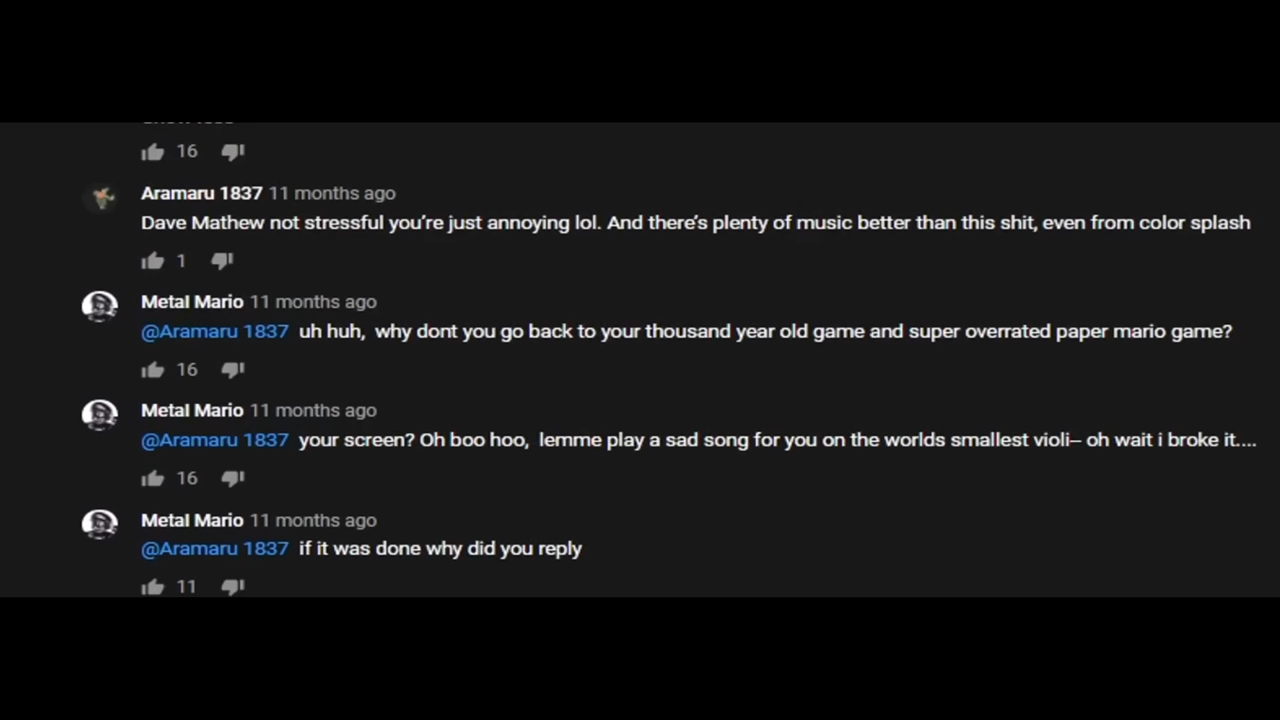 16
Aramaru 1837 11 months ago
Dave Mathew not stressful you're just annoying lol. And there's plenty of music better than this shit, even from color splash
1
Metal Mario 11 months ago
@Aramaru 1837 uh huh, why dont you go back to your thousand year old game and super overrated paper mario game?
16
Metal Mario 11 months ago
@Aramaru 1837 your screen? Oh boo hoo, lemme play a sad song for you on the worlds smallest violi– oh wait i broke it....
16
Metal Mario 11 months ago
@Aramaru 1837 if it was done why did you reply
11